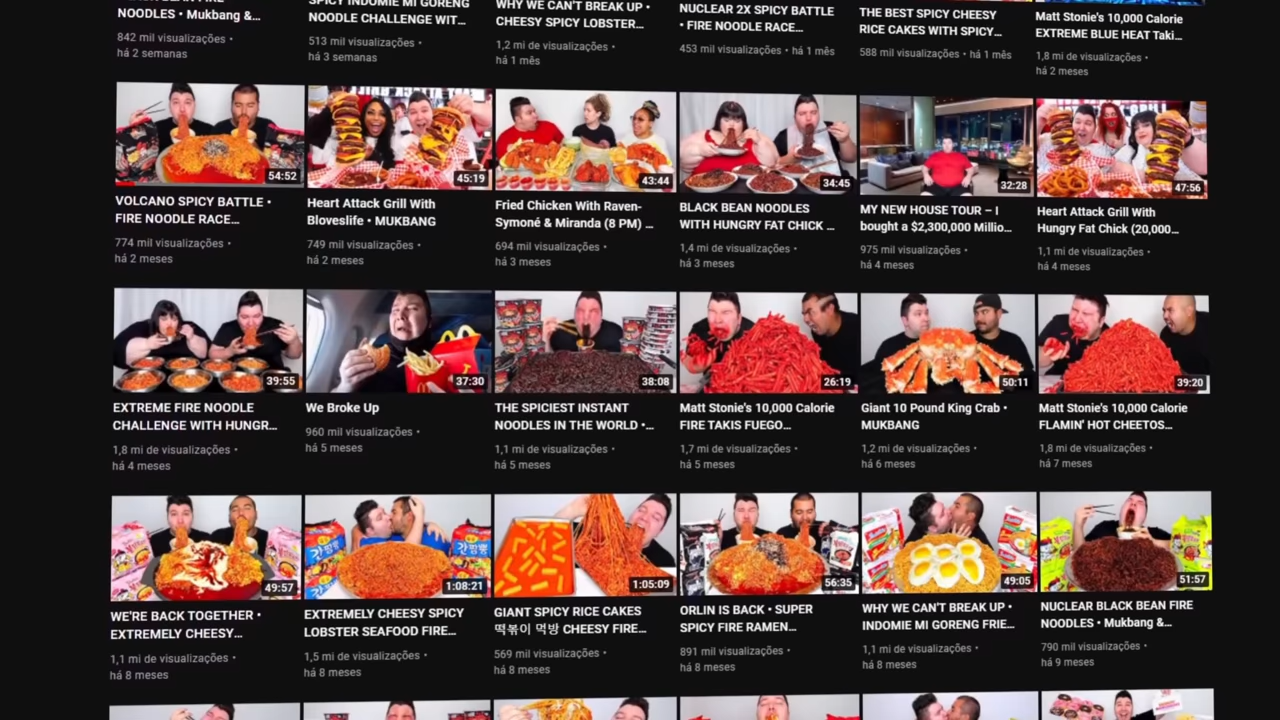 NOODLES • Mukbang &...
842 mil visualizações •
há 2 semanas
SPICY INDOMIE MI GORENG
NOODLE CHALLENGE WIT...
513 mil visualizações •
há 3 semanas
WHY WE CAN'T BREAK UP •
CHEESY SPICY LOBSTER...
1,2 mi de visualizações •
há 1 mês
NUCLEAR 2X SPICY BATTLE
• FIRE NOODLE RACE...
453 mil visualizações • há 1 mês
THE BEST SPICY CHEESY
RICE CAKES WITH SPICY...
588 mil visualizações • há 1 mês
Matt Stonie's 10,000 Calorie
EXTREME BLUE HEAT Taki...
1,8 mi de visualizações •
há 2 meses
54:52
VOLCANO SPICY BATTLE •
FIRE NOODLE RACE...
774 mil visualizações •
há 2 meses
45:19
Heart Attack Grill With
Bloveslife • MUKBANG
749 mil visualizações •
há 2 meses
43:44
Fried Chicken With Raven-
Symoné & Miranda (8 PM) ...
694 mil visualizações •
há 3 meses
34:45
BLACK BEAN NOODLES
WITH HUNGRY FAT CHICK ...
1,4 mi de visualizações •
há 3 meses
32:28
MY NEW HOUSE TOUR – I
bought a $2,300,000 Millio...
975 mil visualizações •
há 4 meses
47:56
Heart Attack Grill With
Hungry Fat Chick (20,000...
1,1 mi de visualizações •
há 4 meses
39:55
EXTREME FIRE NOODLE
CHALLENGE WITH HUNGR...
1,8 mi de visualizações •
há 4 meses
37:30
We Broke Up
960 mil visualizações •
há 5 meses
38:08
THE SPICIEST INSTANT
NOODLES IN THE WORLD •...
1,1 mi de visualizações •
há 5 meses
26:19
Matt Stonie's 10,000 Calorie
FIRE TAKIS FUEGO...
1,7 mi de visualizações •
há 5 meses
50:11
Giant 10 Pound King Crab •
MUKBANG
1,2 mi de visualizações •
há 6 meses
39:20
Matt Stonie's 10,000 Calorie
FLAMIN' HOT CHEETOS...
1,8 mi de visualizações •
há 7 meses
49:57
WE'RE BACK TOGETHER •
EXTREMELY CHEESY...
1,1 mi de visualizações •
há 8 meses
간짬뽕
간짬뽕
1:08:21
EXTREMELY CHEESY SPICY
LOBSTER SEAFOOD FIRE...
1,5 mi de visualizações •
há 8 meses
1:05:09
GIANT SPICY RICE CAKES
떡볶이 먹방 CHEESY FIRE...
569 mil visualizações •
há 8 meses
56:35
ORLIN IS BACK • SUPER
SPICY FIRE RAMEN...
891 mil visualizações •
há 8 meses
49:05
WHY WE CAN'T BREAK UP •
INDOMIE MI GORENG FRIE...
1,1 mi de visualizações •
há 8 meses
51:57
NUCLEAR BLACK BEAN FIRE
NOODLES • Mukbang &...
790 mil visualizações •
há 9 meses